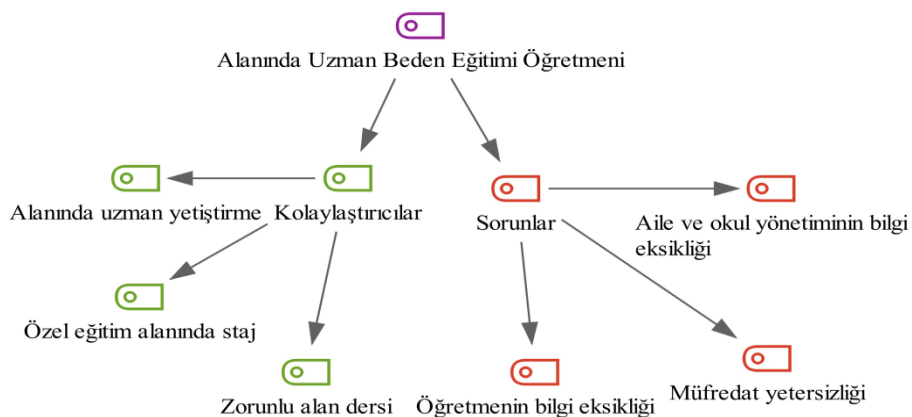 Alanında Uzman Beden Eğitimi Öğretmeni
Alanında uzman yetiştirme
Kolaylaştırıcılar
Sorunlar
Aile ve okul yönetiminin bilgi
eksikliği
Özel eğitim alanında staj
Zorunlu alan dersi
Öğretmenin bilgi eksikliği
Müfredat yetersizliği